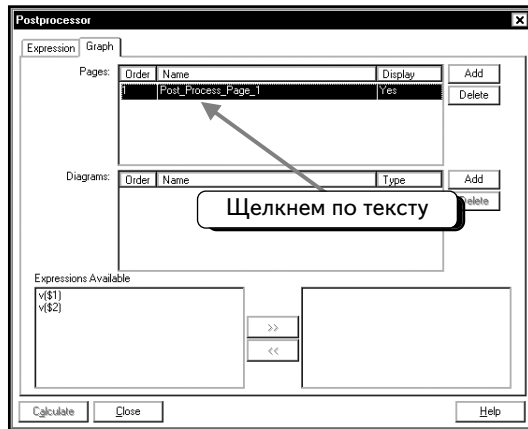 Postprocessor
Expression Graph
Pages: Order Name Display Add
1 Post_Process_Page_1 Yes Delete
Diagrams: Order Name Type Add
Щелкнем по тексту Delete
Expressions Available
v($1)
v($2)
>>
<<
Calculate Close Help